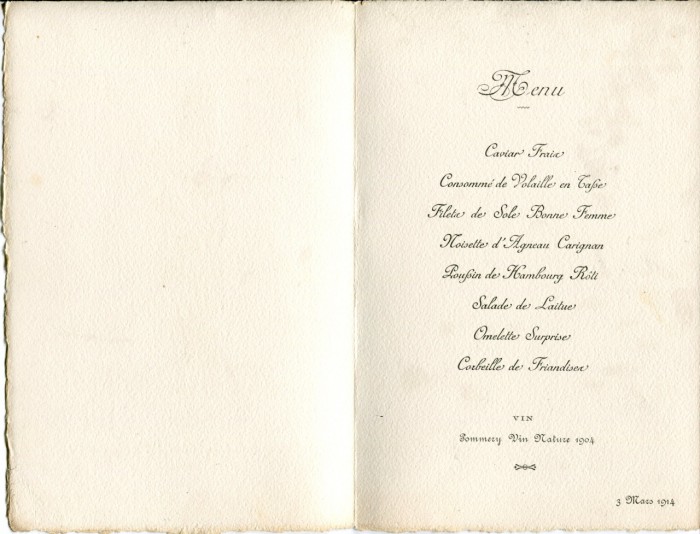 Menu
Caviar Frais
Consommé de Volaille en Tasse
Filets de Sole Bonne Femme
Noisette d'Agneau Carignan
Poussin de Hambourg Rôti
Salade de Laitue
Omelette Surprise
Corbeille de Friandises
VIN
Pommery Vin Nature 1904
3 Mars 1914